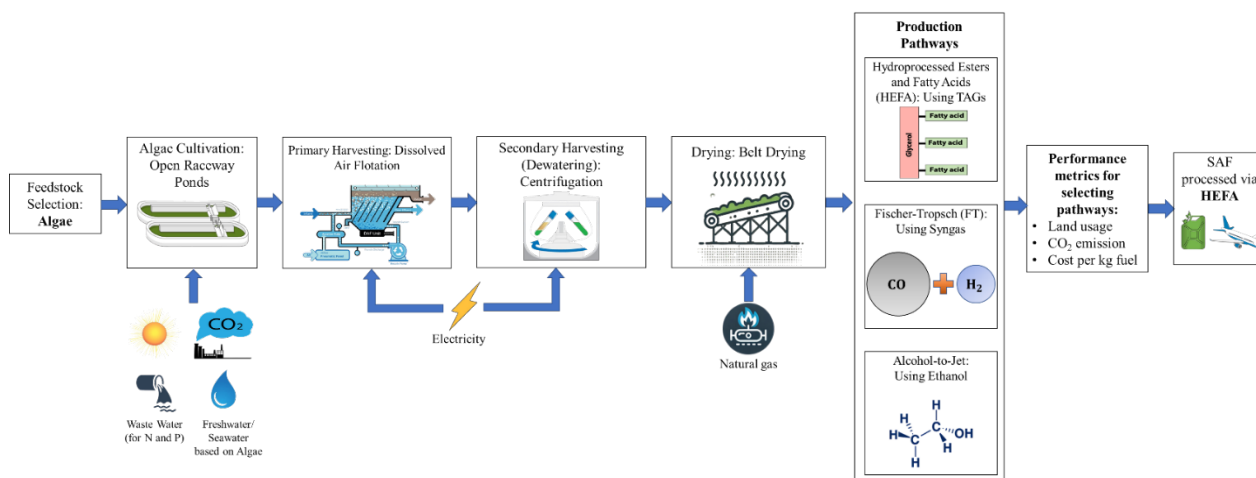 Feedstock
Selection:
Algae
Algae Cultivation:
Open Raceway
Ponds
CO2
Waste Water
(for N and P)
Freshwater/
Seawater
based on Algae
Primary Harvesting: Dissolved
Air Flotation
Electricity
Secondary Harvesting
(Dewatering):
Centrifugation
Drying: Belt Drying
Natural gas
Production
Pathways
Hydroprocessed Esters
and Fatty Acids
(HEFA): Using TAGs
Glycerol
Fatty acid
Fatty acid
Fatty acid
Fischer-Tropsch (FT):
Using Syngas
CO
H2
Alcohol-to-Jet:
Using Ethanol
H
H
H
C
C
OH
H
H
Performance
metrics for
selecting
pathways:
• Land usage
• CO2 emission
• Cost per kg fuel
SAF
processed via
HEFA